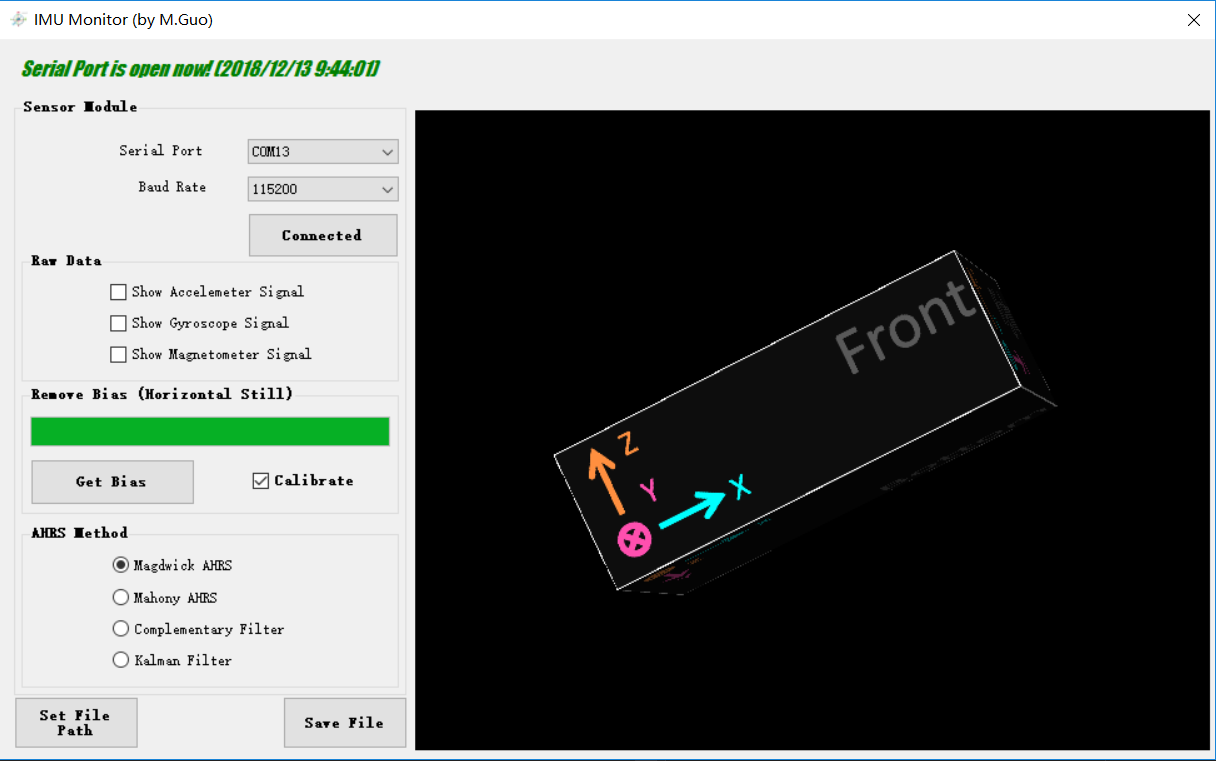 IMU Monitor (by M.Guo)
Serial Port is open now! (2018/12/13 9:44:01)
Sensor Module
Serial Port
COM13
Baud Rate
115200
Connected
Raw Data
Show Accelemeter Signal
Show Gyroscope Signal
Show Magnetometer Signal
Remove Bias (Horizontal Still)
Get Bias
Calibrate
AHRS Method
Magdwick AHRS
Mahony AHRS
Complementary Filter
Kalman Filter
Set File
Path
Save File
Front
Z
Y
X